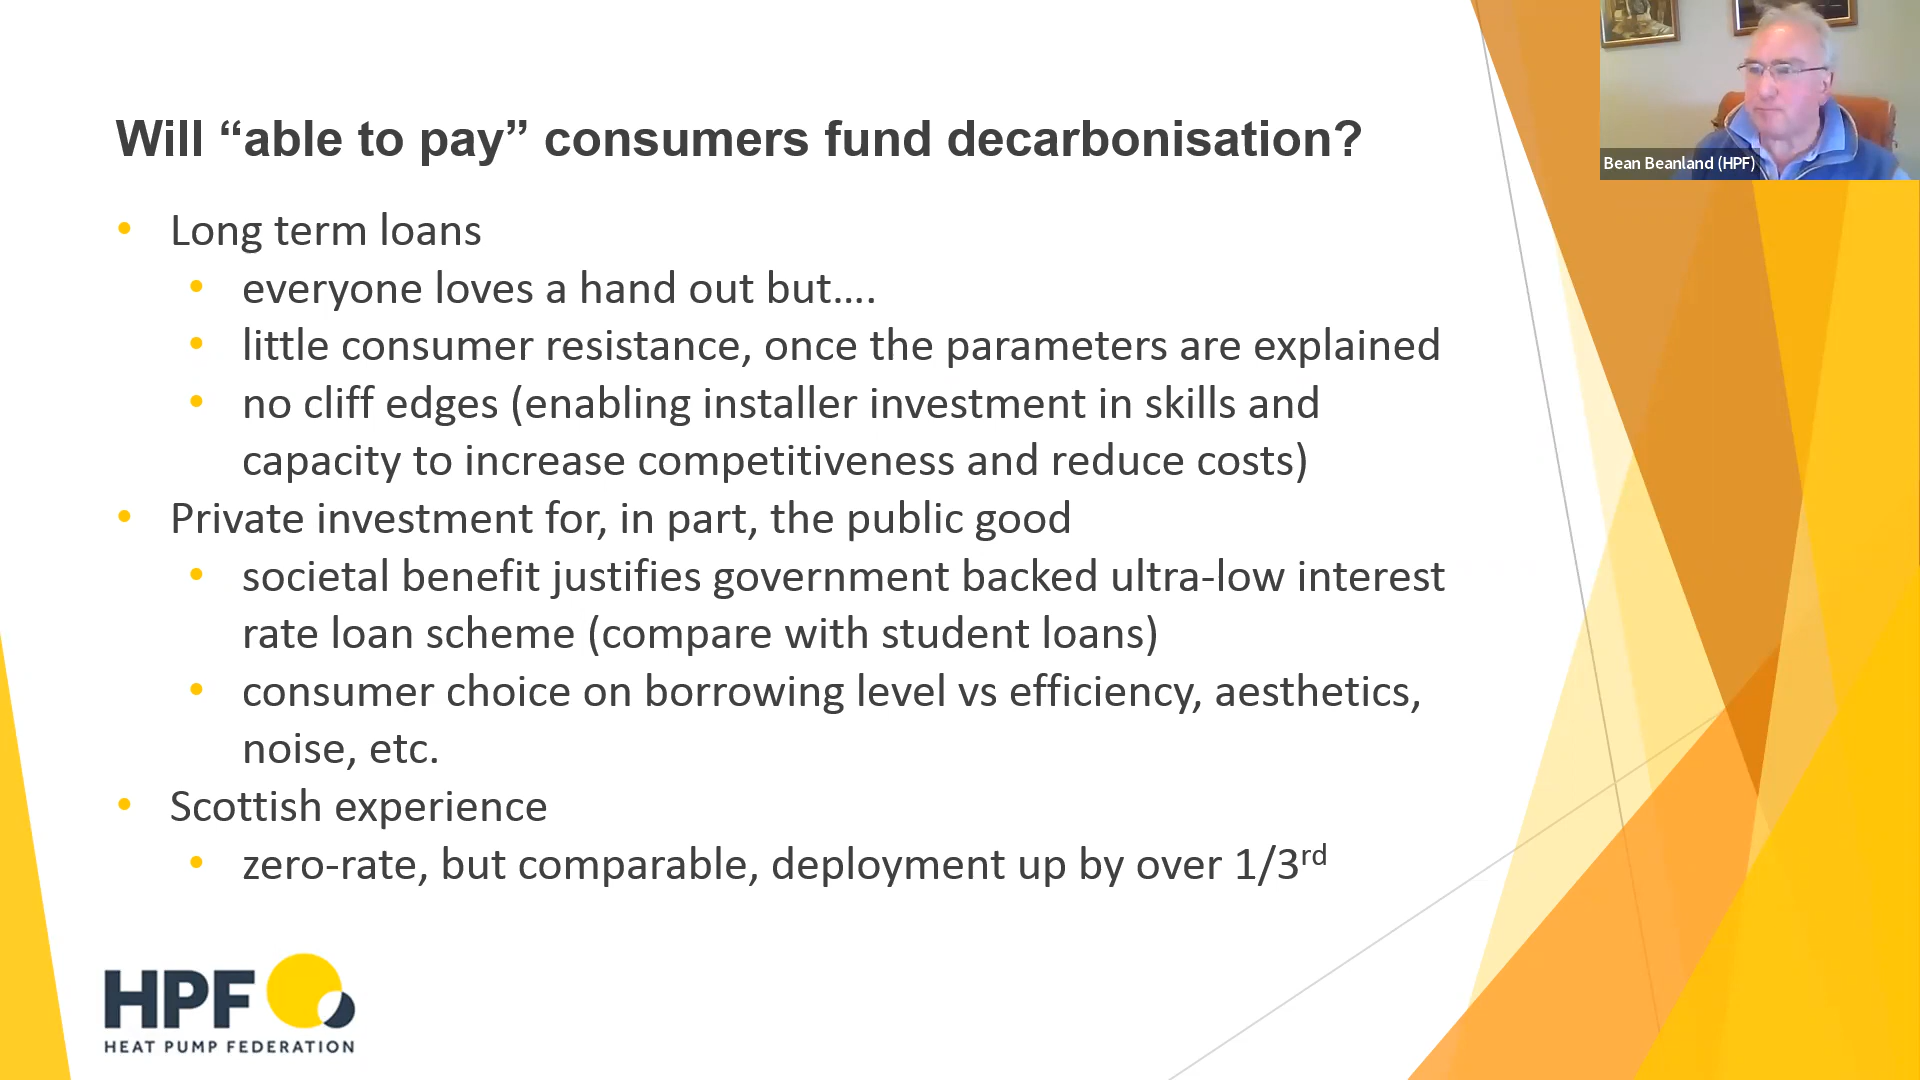 Will “able to pay” consumers fund decarbonisation?
Bean Beanland (HPF)
• Long term loans
• everyone loves a hand out but….
• little consumer resistance, once the parameters are explained
• no cliff edges (enabling installer investment in skills and
capacity to increase competitiveness and reduce costs)
• Private investment for, in part, the public good
• societal benefit justifies government backed ultra-low interest
rate loan scheme (compare with student loans)
• consumer choice on borrowing level vs efficiency, aesthetics,
noise, etc.
• Scottish experience
• zero-rate, but comparable, deployment up by over 1/3rd
HPF
HEAT PUMP FEDERATION